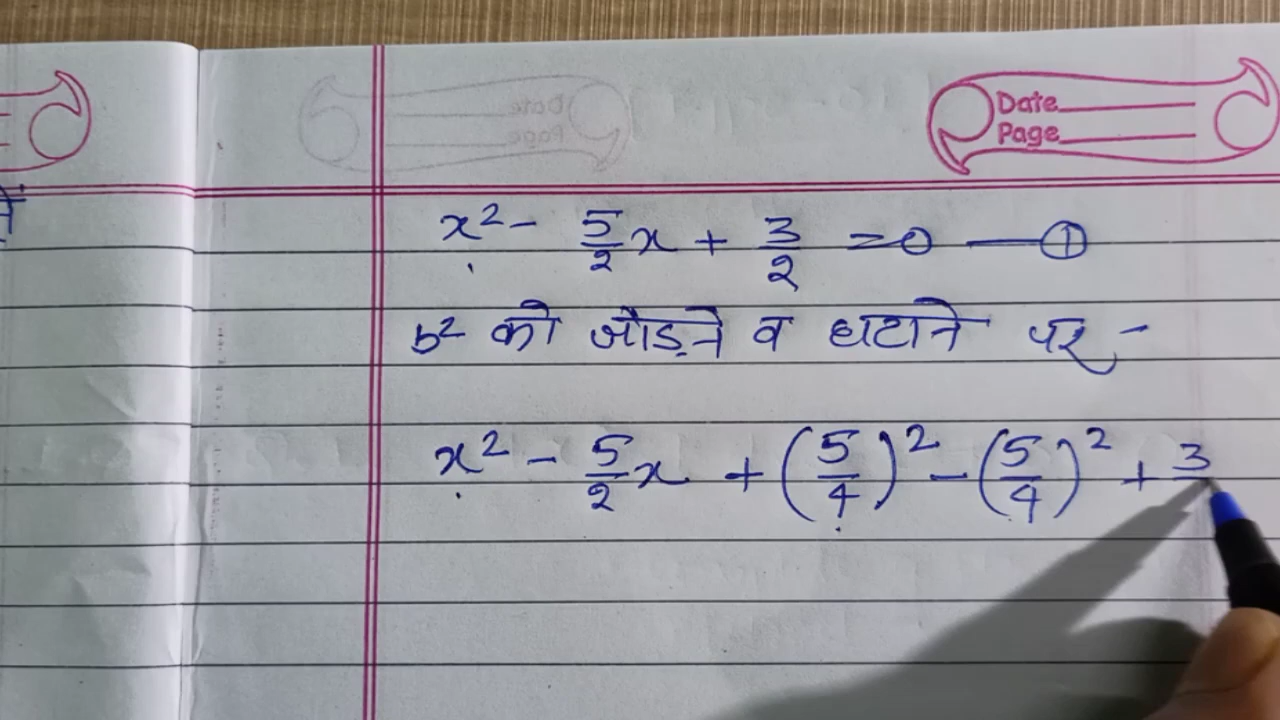 Date
Page
x² - 5/2 x + 3/2 = 0 — ①
b² को जोड़ने व घटाने पर -
x² - 5/2 x + (5/4)² - (5/4)² + 3